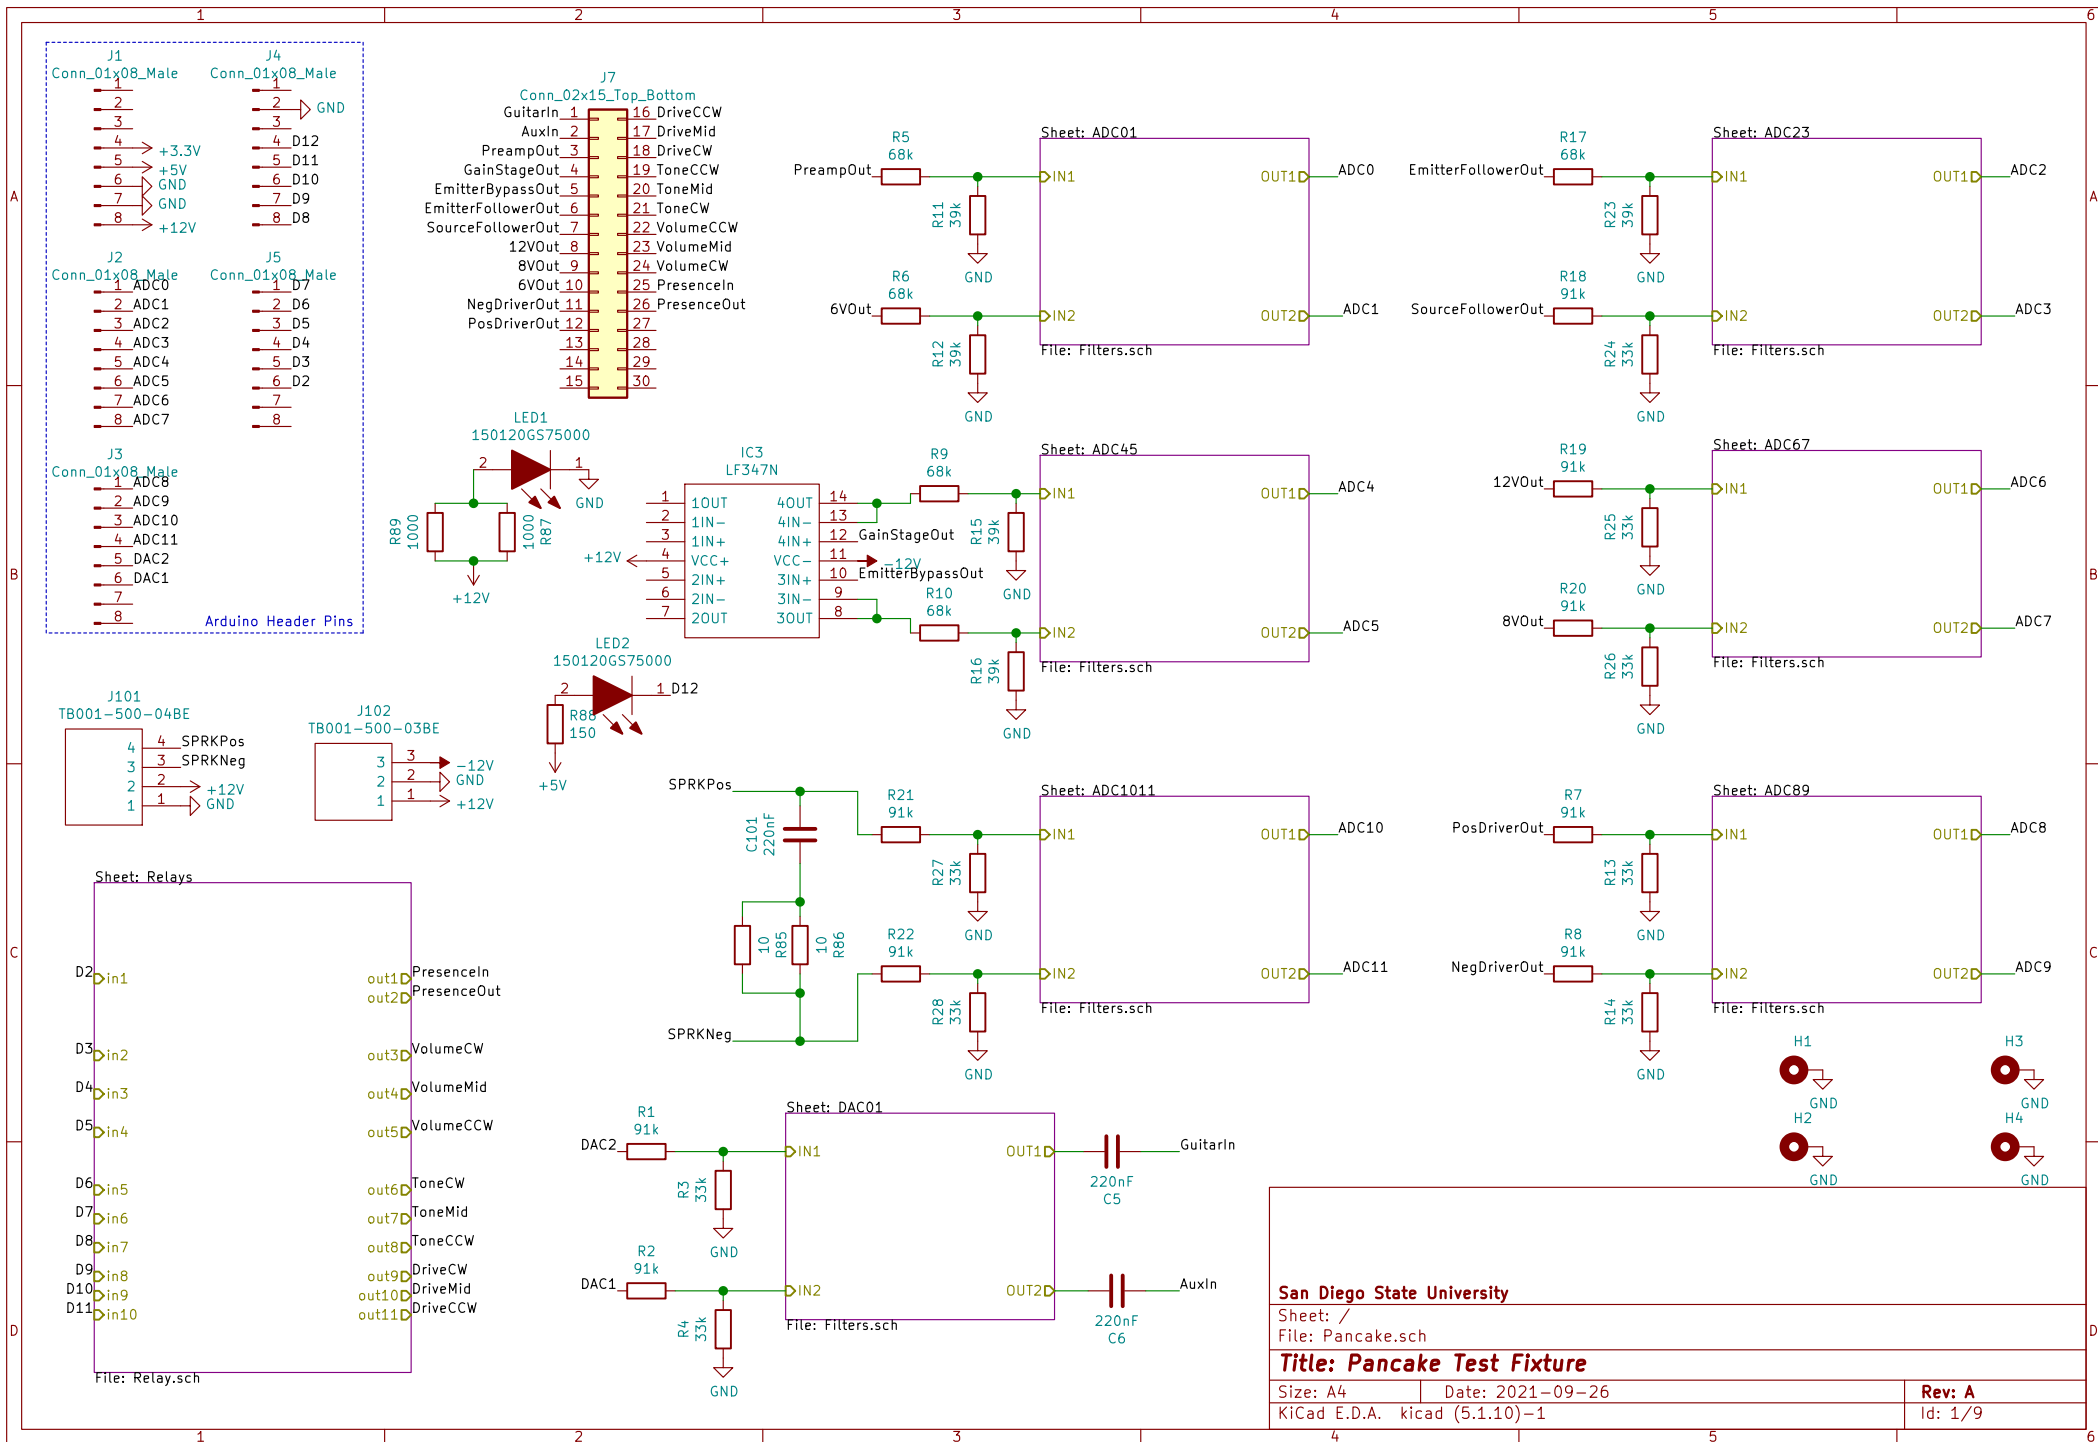 1 2 3 4 5 6
A
B
C
D
J1
Conn_01x08_Male
1
2
3
4 +3.3V
5 +5V
6 GND
7 GND
8 +12V
J4
Conn_01x08_Male
1
2 GND
3
4 D12
5 D11
6 D10
7 D9
8 D8
J2
Conn_01x08_Male
1 ADC0
2 ADC1
3 ADC2
4 ADC3
5 ADC4
6 ADC5
7 ADC6
8 ADC7
J5
Conn_01x08_Male
1 D7
2 D6
3 D5
4 D4
5 D3
6 D2
7
8
J3
Conn_01x08_Male
1 ADC8
2 ADC9
3 ADC10
4 ADC11
5 DAC2
6 DAC1
7
8
Arduino Header Pins
J7
Conn_02x15_Top_Bottom
GuitarIn 1 16 DriveCCW
AuxIn 2 17 DriveMid
PreampOut 3 18 DriveCW
GainStageOut 4 19 ToneCCW
EmitterBypassOut 5 20 ToneMid
EmitterFollowerOut 6 21 ToneCW
SourceFollowerOut 7 22 VolumeCCW
12VOut 8 23 VolumeMid
8VOut 9 24 VolumeCW
6VOut 10 25 PresenceIn
NegDriverOut 11 26 PresenceOut
PosDriverOut 12 27
13 28
14 29
15 30
Sheet: ADC01
R5
68k
PreampOut
IN1 OUT1 ADC0
R11
39k
GND
R6
68k
6VOut
IN2 OUT2 ADC1
R12
39k
GND
File: Filters.sch
Sheet: ADC23
R17
68k
EmitterFollowerOut
IN1 OUT1 ADC2
R23
39k
GND
R18
91k
SourceFollowerOut
IN2 OUT2 ADC3
R24
33k
GND
File: Filters.sch
LED1
150120GS75000
2 1
GND
R89
1000
1000
R87
+12V
IC3
LF347N
1 1OUT 4OUT 14
2 1IN- 4IN- 13
3 1IN+ 4IN+ 12 GainStageOut
+12V 4 VCC+ VCC- 11 -12V
5 2IN+ 3IN+ 10 EmitterBypassOut
6 2IN- 3IN- 9
7 2OUT 3OUT 8
Sheet: ADC45
R9
68k
IN1 OUT1 ADC4
R15
39k
GND
R10
68k
IN2 OUT2 ADC5
R16
39k
GND
File: Filters.sch
Sheet: ADC67
R19
91k
12VOut
IN1 OUT1 ADC6
R25
33k
GND
R20
91k
8VOut
IN2 OUT2 ADC7
R26
33k
GND
File: Filters.sch
LED2
150120GS75000
2 1 D12
R88
150
+5V
J101
TB001-500-04BE
4 4 SPRKPos
3 3 SPRKNeg
2 2 +12V
1 1 GND
J102
TB001-500-03BE
3 3 -12V
2 2 GND
1 1 +12V
SPRKPos
C101
220nF
10
R85
10
R86
SPRKNeg
Sheet: ADC1011
R21
91k
IN1 OUT1 ADC10
R27
33k
GND
R22
91k
IN2 OUT2 ADC11
R28
33k
GND
File: Filters.sch
Sheet: ADC89
R7
91k
PosDriverOut
IN1 OUT1 ADC8
R13
33k
GND
R8
91k
NegDriverOut
IN2 OUT2 ADC9
R14
33k
GND
File: Filters.sch
Sheet: Relays
D2 in1 out1 PresenceIn
out2 PresenceOut
D3 in2 out3 VolumeCW
D4 in3 out4 VolumeMid
D5 in4 out5 VolumeCCW
D6 in5 out6 ToneCW
D7 in6 out7 ToneMid
D8 in7 out8 ToneCCW
D9 in8 out9 DriveCW
D10 in9 out10 DriveMid
D11 in10 out11 DriveCCW
File: Relay.sch
Sheet: DAC01
R1
91k
DAC2
IN1 OUT1 GuitarIn
R3
33k
GND
220nF
C5
R2
91k
DAC1
IN2 OUT2 AuxIn
R4
33k
GND
220nF
C6
File: Filters.sch
H1
GND
H3
GND
H2
GND
H4
GND
San Diego State University
Sheet: /
File: Pancake.sch
Title: Pancake Test Fixture
Size: A4 Date: 2021-09-26 Rev: A
KiCad E.D.A. kicad (5.1.10)-1 Id: 1/9
A
B
C
D
1 2 3 4 5 6